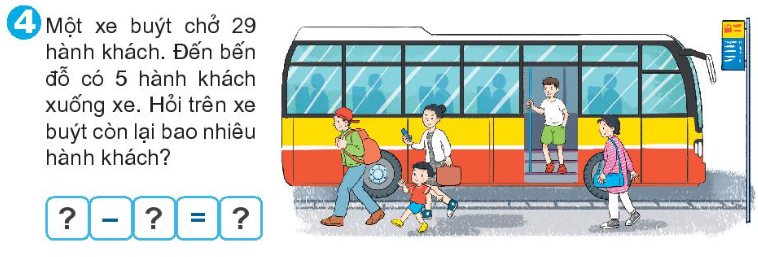 4 Một xe buýt chở 29
hành khách. Đến bến
đỗ có 5 hành khách
xuống xe. Hỏi trên xe
buýt còn lại bao nhiêu
hành khách?
? - ? = ?